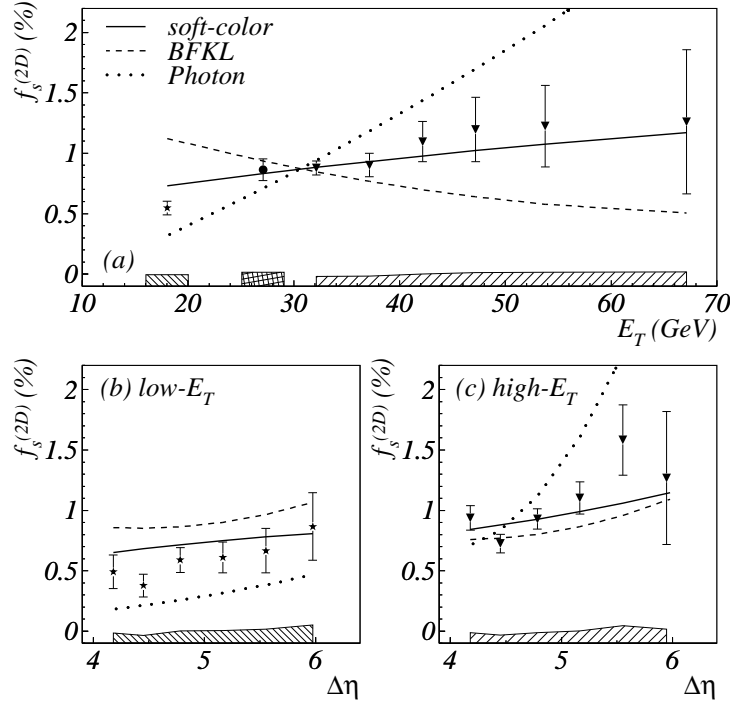 f_s^(2D) (%)
2
1.5
1
0.5
0
soft-color
BFKL
Photon
(a)
10 20 30 40 50 60 70
E_T (GeV)
f_s^(2D) (%)
2
1.5
1
0.5
0
(b) low-E_T
4 5 6
Δη
f_s^(2D) (%)
2
1.5
1
0.5
0
(c) high-E_T
4 5 6
Δη